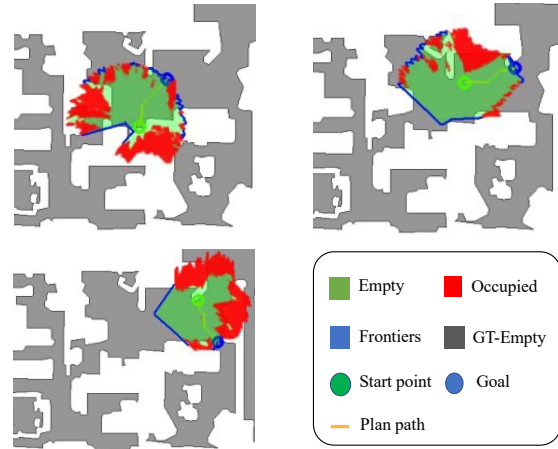 Empty Occupied
Frontiers GT-Empty
Start point Goal
Plan path